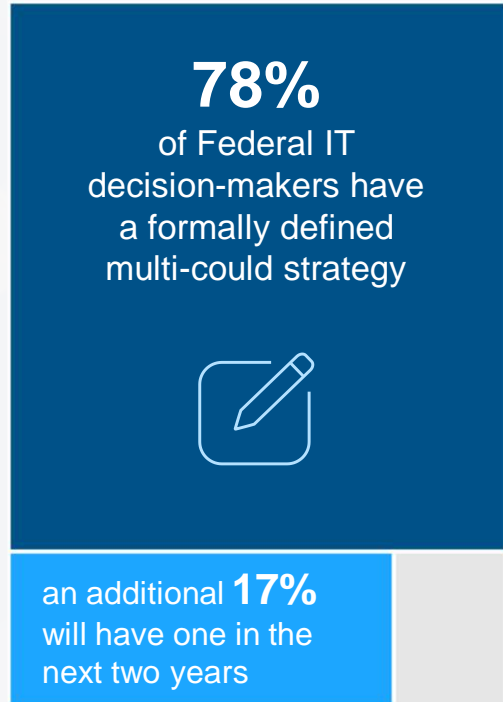 78%
of Federal IT
decision-makers have
a formally defined
multi-could strategy
an additional 17%
will have one in the
next two years